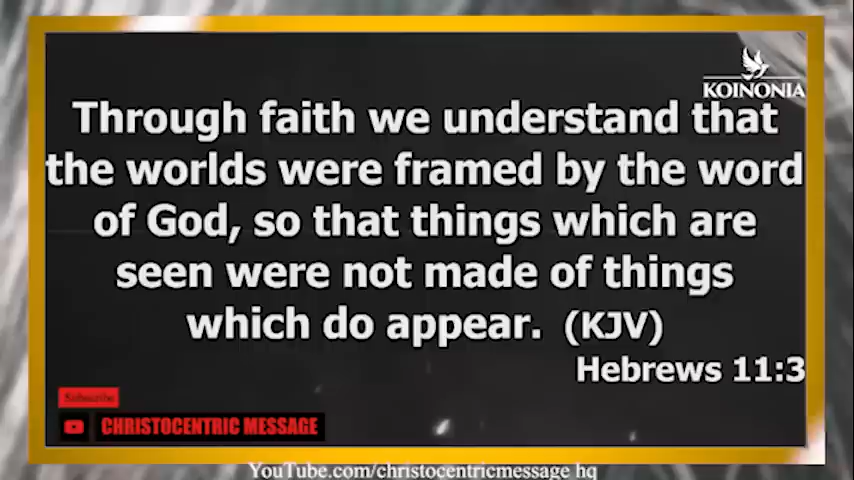 KOINONIA
Through faith we understand that
the worlds were framed by the word
of God, so that things which are
seen were not made of things
which do appear. (KJV)
Hebrews 11:3
Subscribe
CHRISTOCENTRIC MESSAGE
YouTube.com/christocentricmessage hq